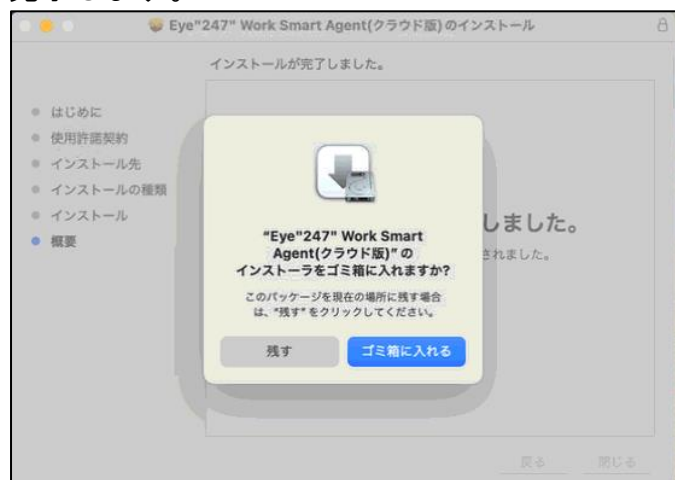 Eye"247" Work Smart Agent(クラウド版)のインストール
インストールが完了しました。
はじめに
使用許諾契約
インストール先
インストールの種類
インストール
概要
しました。
されました。
"Eye"247" Work Smart
Agent(クラウド版)" の
インストーラをゴミ箱に入れますか?
このパッケージを現在の場所に残す場合
は、"残す" をクリックしてください。
残す
ゴミ箱に入れる
戻る
閉じる